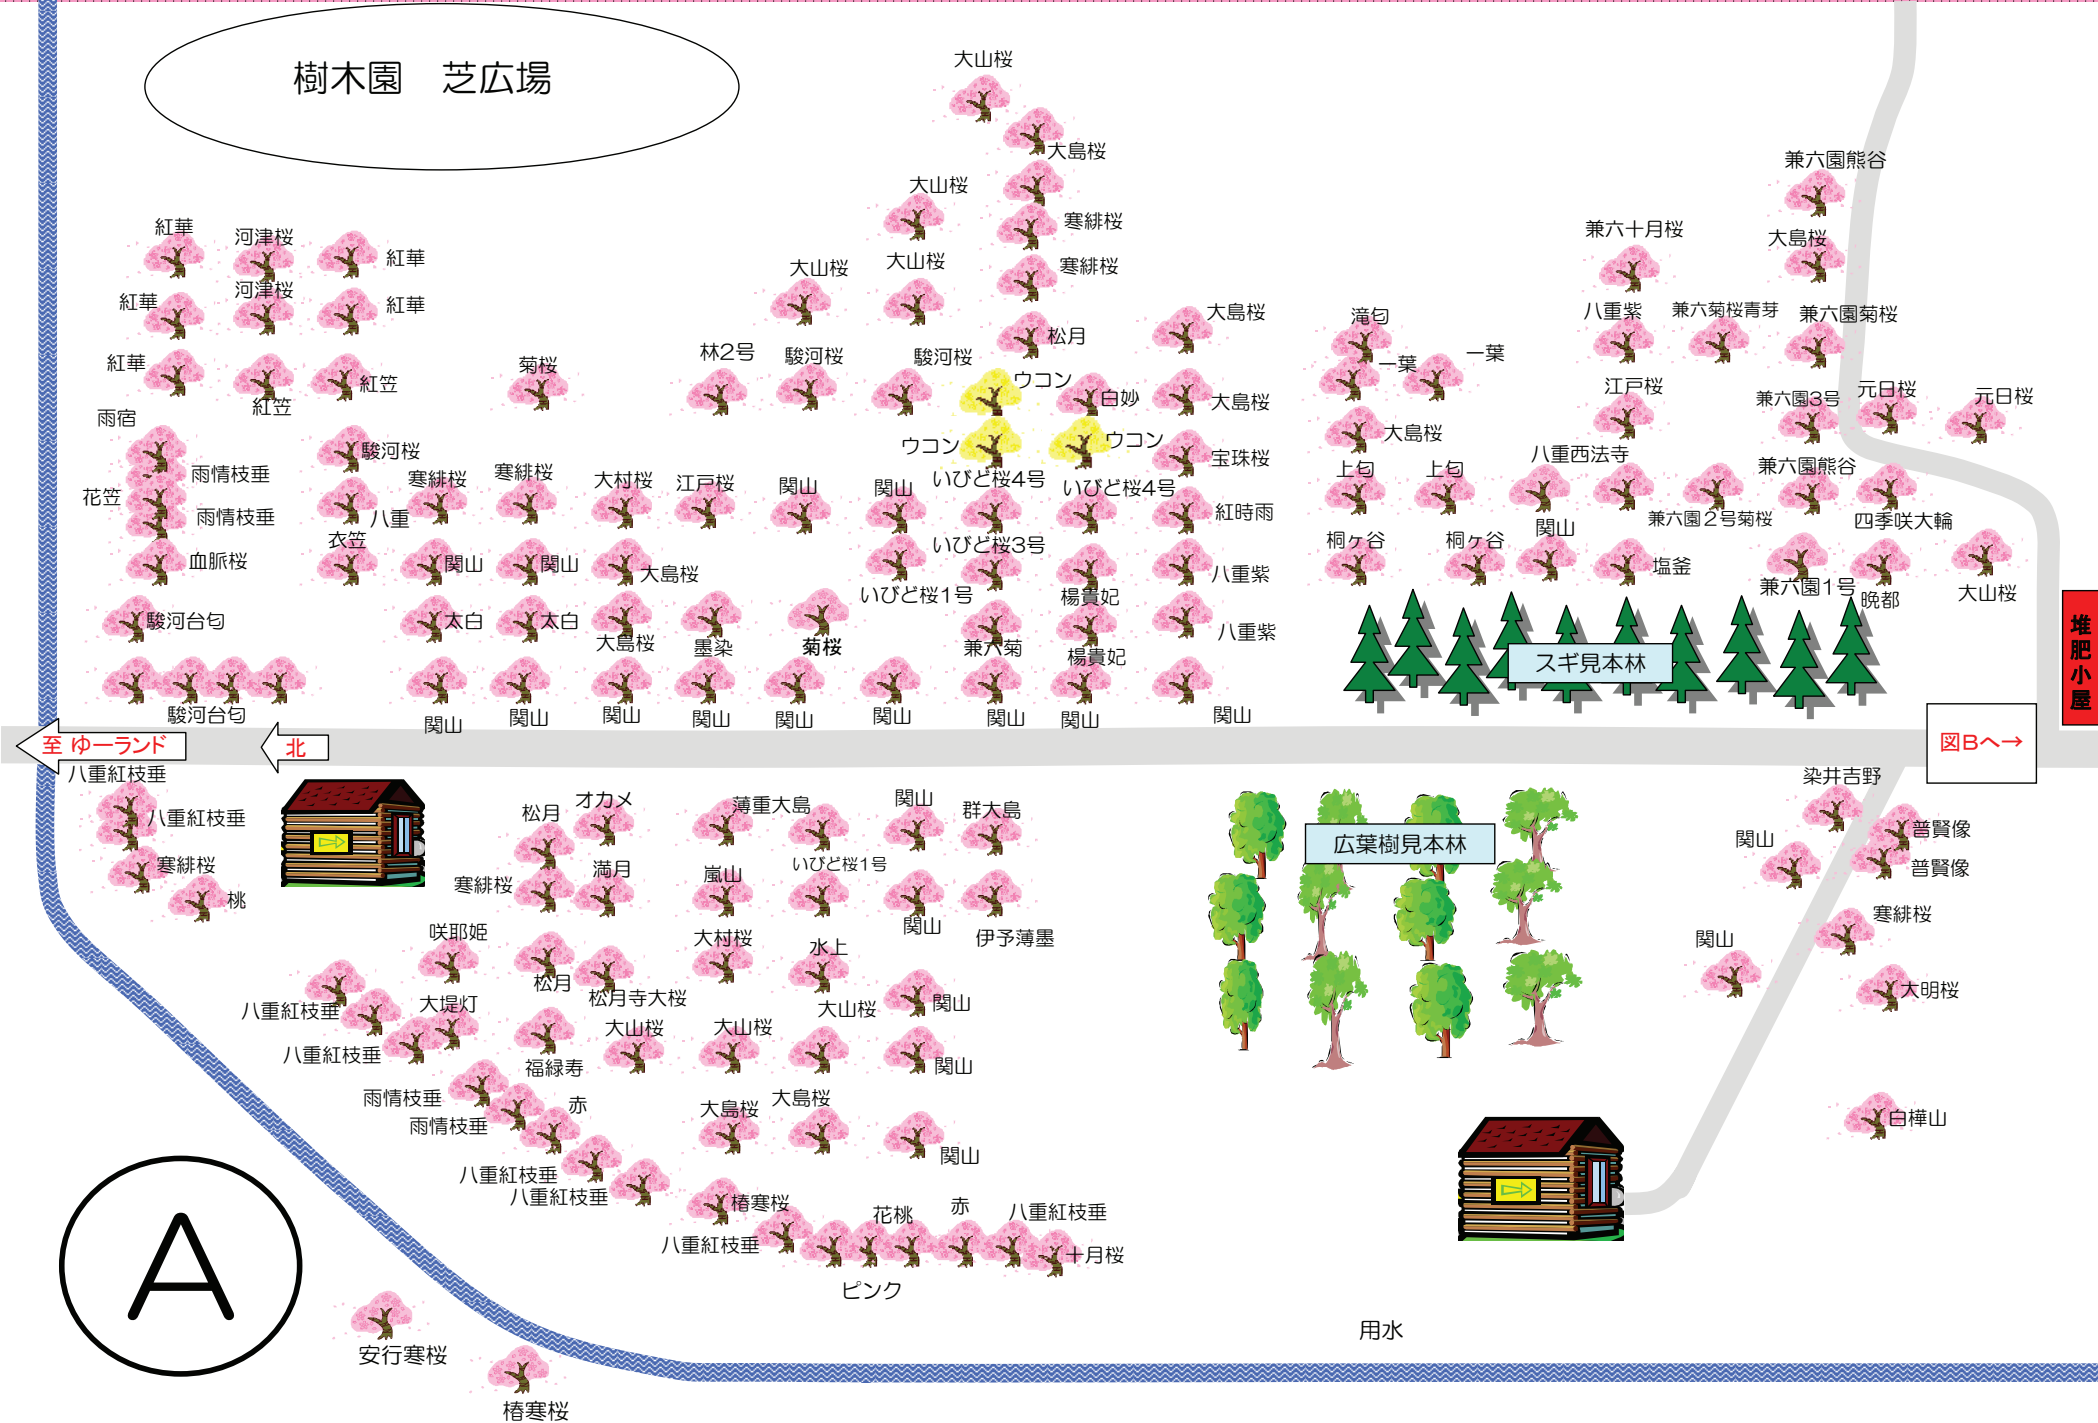 樹木園　芝広場
大山桜
大島桜
兼六園熊谷
大山桜
寒緋桜
紅華
河津桜
兼六十月桜
大島桜
紅華
大山桜
大山桜
寒緋桜
紅華
河津桜
紅華
大島桜
滝匂
八重紫
兼六菊桜青芽
兼六園菊桜
松月
紅華
菊桜
林2号
駿河桜
駿河桜
一葉
一葉
紅笠
紅笠
ウコン
白妙
大島桜
江戸桜
兼六園3号
元日桜
元日桜
雨宿
駿河桜
ウコン
ウコン
大島桜
宝珠桜
八重西法寺
雨情枝垂
寒緋桜
寒緋桜
大村桜
江戸桜
関山
関山
いびど桜4号
いびど桜4号
上匂
上匂
兼六園熊谷
花笠
雨情枝垂
八重
紅時雨
兼六園２号菊桜
四季咲大輪
衣笠
いびど桜3号
桐ヶ谷
桐ヶ谷
関山
血脈桜
関山
関山
大島桜
八重紫
塩釜
いびど桜1号
楊貴妃
兼六園1号
晩都
大山桜
駿河台匂
太白
太白
大島桜
墨染
菊桜
兼六菊
楊貴妃
八重紫
スギ見本林
堆肥小屋
駿河台匂
関山
関山
関山
関山
関山
関山
関山
関山
関山
至 ゆーランド
北
図Bへ→
八重紅枝垂
染井吉野
八重紅枝垂
松月
オカメ
薄重大島
関山
群大島
広葉樹見本林
関山
普賢像
普賢像
寒緋桜
桃
寒緋桜
満月
嵐山
いびど桜1号
関山
伊予薄墨
寒緋桜
咲耶姫
大村桜
水上
関山
松月
松月寺大桜
大明桜
八重紅枝垂
大堤灯
大山桜
関山
八重紅枝垂
大山桜
大山桜
福緑寿
関山
雨情枝垂
赤
大島桜
大島桜
雨情枝垂
白樺山
関山
八重紅枝垂
八重紅枝垂
椿寒桜
花桃
赤
八重紅枝垂
八重紅枝垂
十月桜
A
ピンク
用水
安行寒桜
椿寒桜